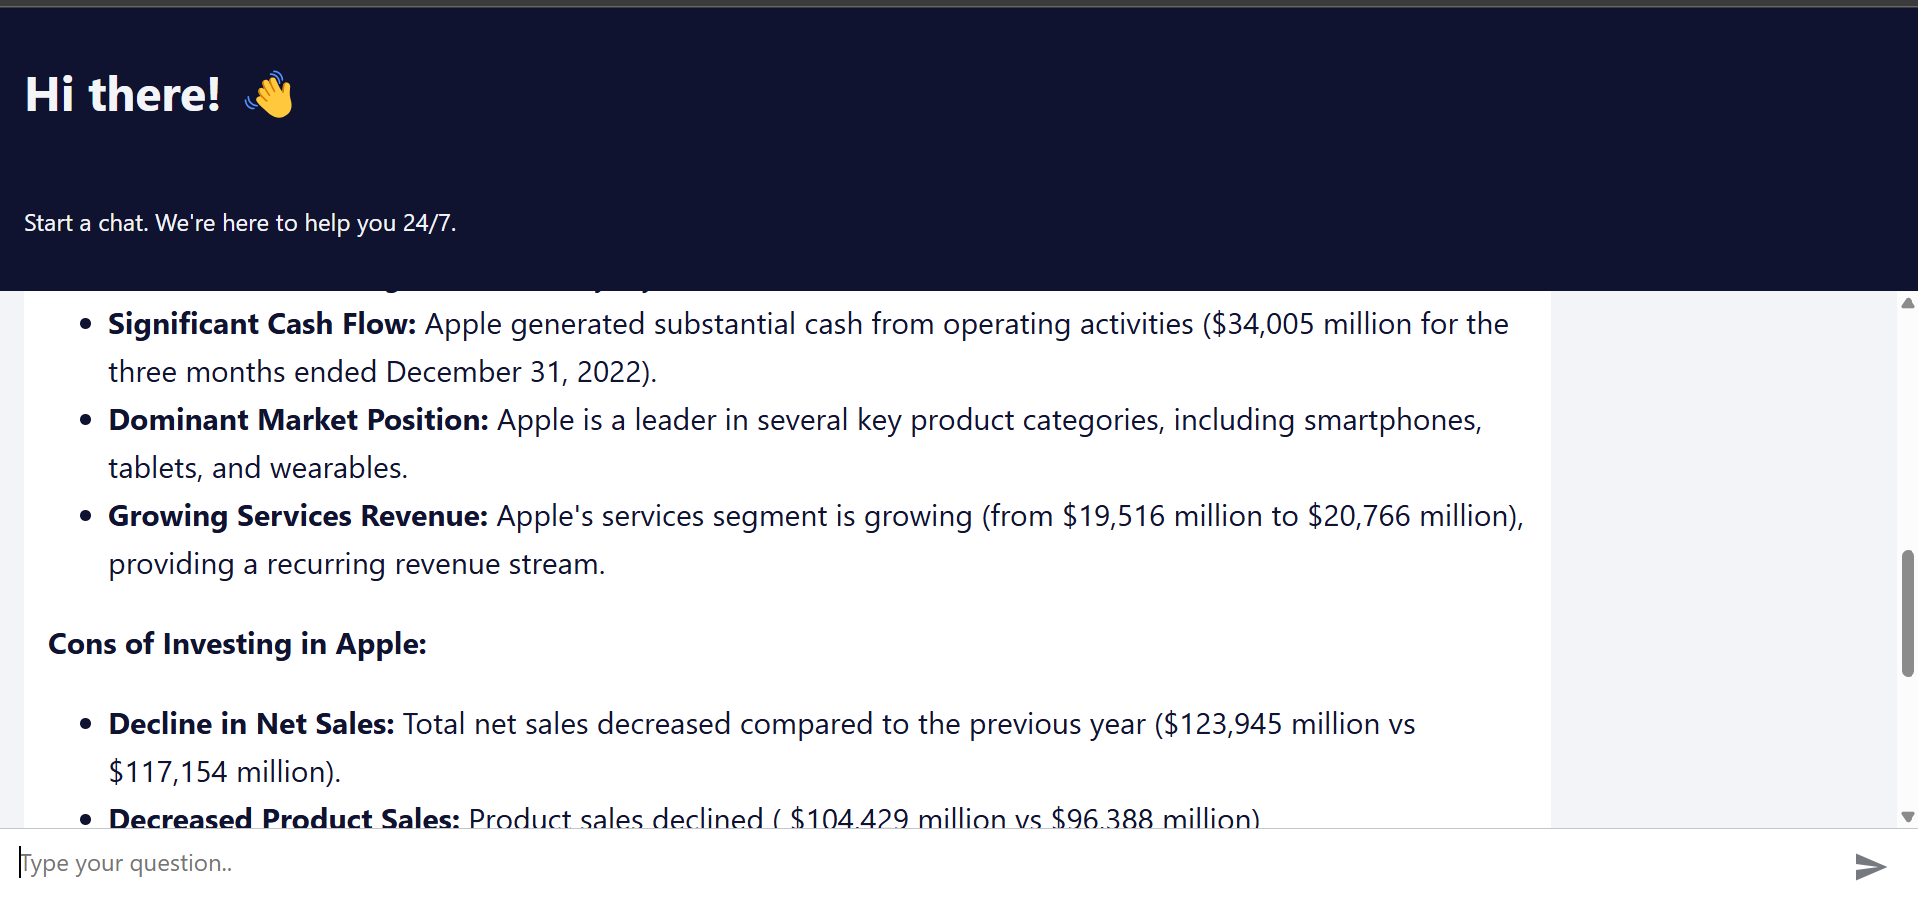 Hi there! 👋
Start a chat. We're here to help you 24/7.
Significant Cash Flow: Apple generated substantial cash from operating activities ($34,005 million for the
three months ended December 31, 2022).
Dominant Market Position: Apple is a leader in several key product categories, including smartphones,
tablets, and wearables.
Growing Services Revenue: Apple's services segment is growing (from $19,516 million to $20,766 million),
providing a recurring revenue stream.
Cons of Investing in Apple:
Decline in Net Sales: Total net sales decreased compared to the previous year ($123,945 million vs
$117,154 million).
Decreased Product Sales: Product sales declined ( $104,429 million vs $96,388 million)
Type your question..